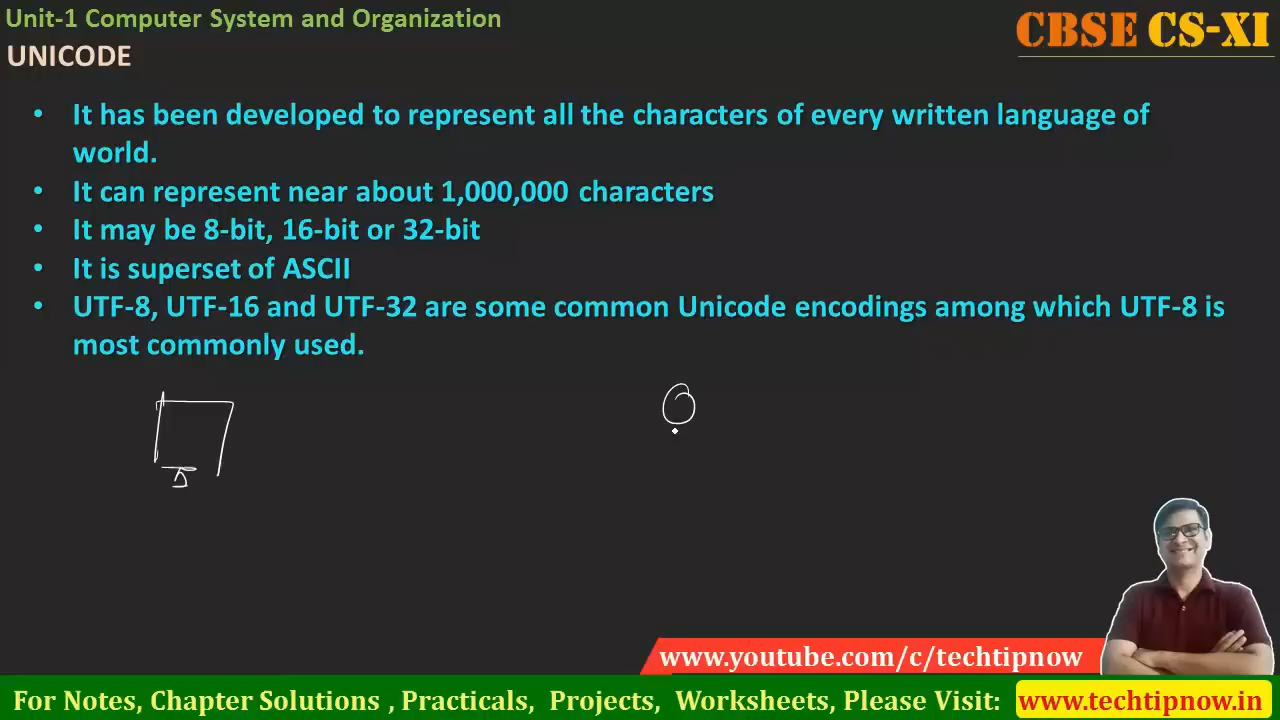 Unit-1 Computer System and Organization
CBSE CS-XI
UNICODE
• It has been developed to represent all the characters of every written language of
world.
• It can represent near about 1,000,000 characters
• It may be 8-bit, 16-bit or 32-bit
• It is superset of ASCII
• UTF-8, UTF-16 and UTF-32 are some common Unicode encodings among which UTF-8 is
most commonly used.
www.youtube.com/c/techtipnow
For Notes, Chapter Solutions , Practicals, Projects, Worksheets, Please Visit: www.techtipnow.in